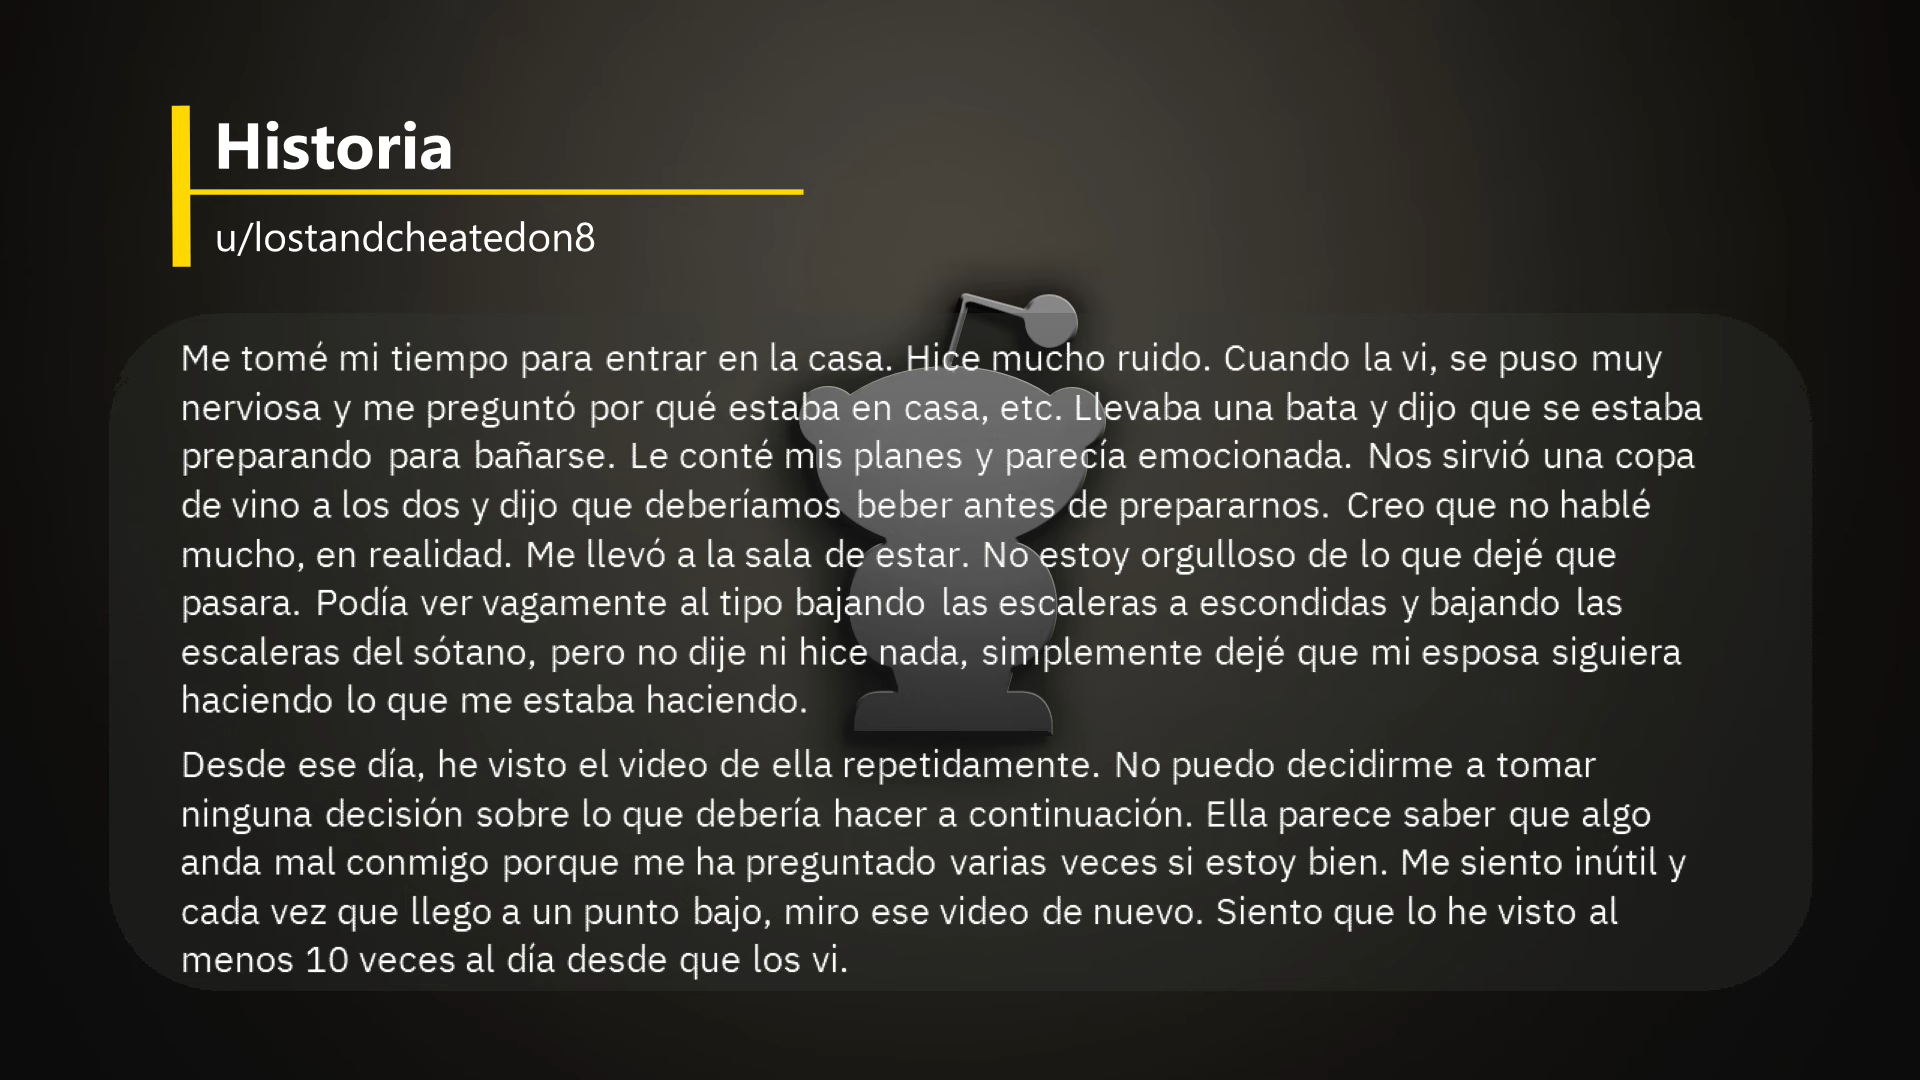 Historia
u/lostandcheatedon8
Me tomé mi tiempo para entrar en la casa. Hice mucho ruido. Cuando la vi, se puso muy
nerviosa y me preguntó por qué estaba en casa, etc. Llevaba una bata y dijo que se estaba
preparando para bañarse. Le conté mis planes y parecía emocionada. Nos sirvió una copa
de vino a los dos y dijo que deberíamos beber antes de prepararnos. Creo que no hablé
mucho, en realidad. Me llevó a la sala de estar. No estoy orgulloso de lo que dejé que
pasara. Podía ver vagamente al tipo bajando las escaleras a escondidas y bajando las
escaleras del sótano, pero no dije ni hice nada, simplemente dejé que mi esposa siguiera
haciendo lo que me estaba haciendo.
Desde ese día, he visto el video de ella repetidamente. No puedo decidirme a tomar
ninguna decisión sobre lo que debería hacer a continuación. Ella parece saber que algo
anda mal conmigo porque me ha preguntado varias veces si estoy bien. Me siento inútil y
cada vez que llego a un punto bajo, miro ese video de nuevo. Siento que lo he visto al
menos 10 veces al día desde que los vi.